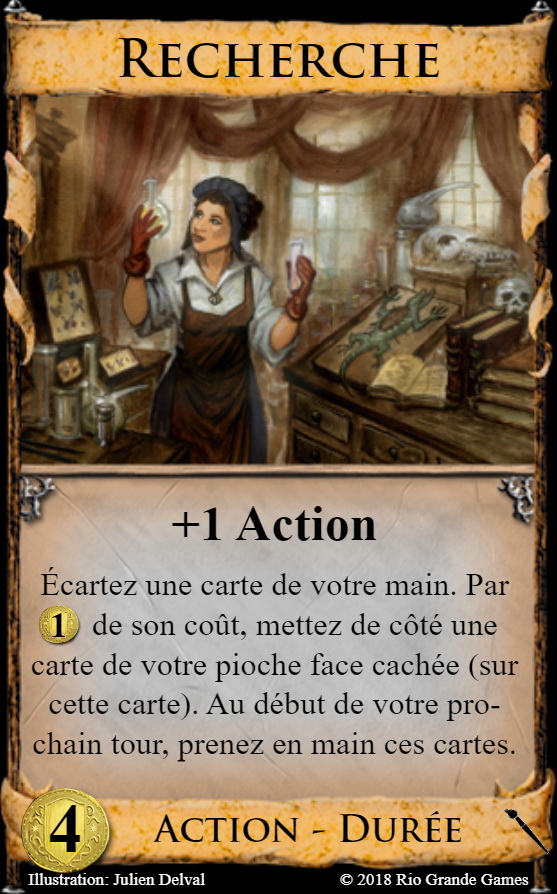 Recherche
+1 Action
Écartez une carte de votre main. Par
1 de son coût, mettez de côté une
carte de votre pioche face cachée (sur
cette carte). Au début de votre pro-
chain tour, prenez en main ces cartes.
4 Action - Durée
Illustration: Julien Delval © 2018 Rio Grande Games